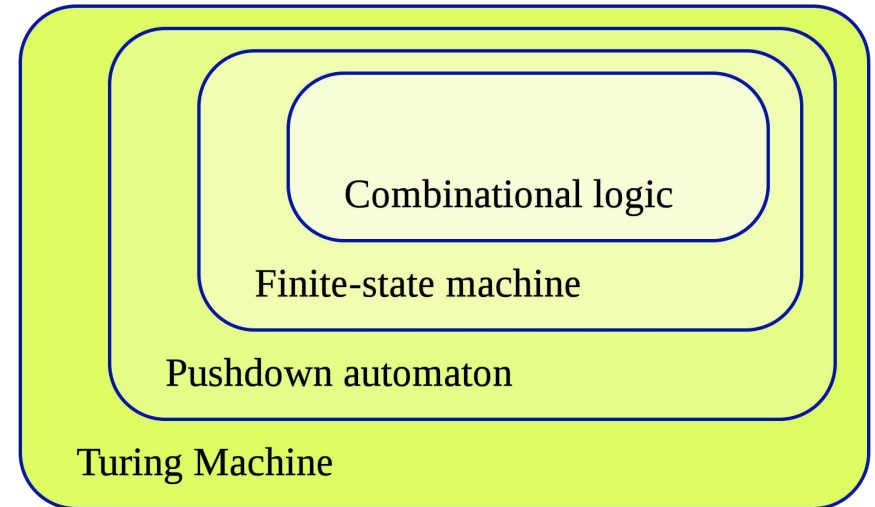 Combinational logic
Finite-state machine
Pushdown automaton
Turing Machine